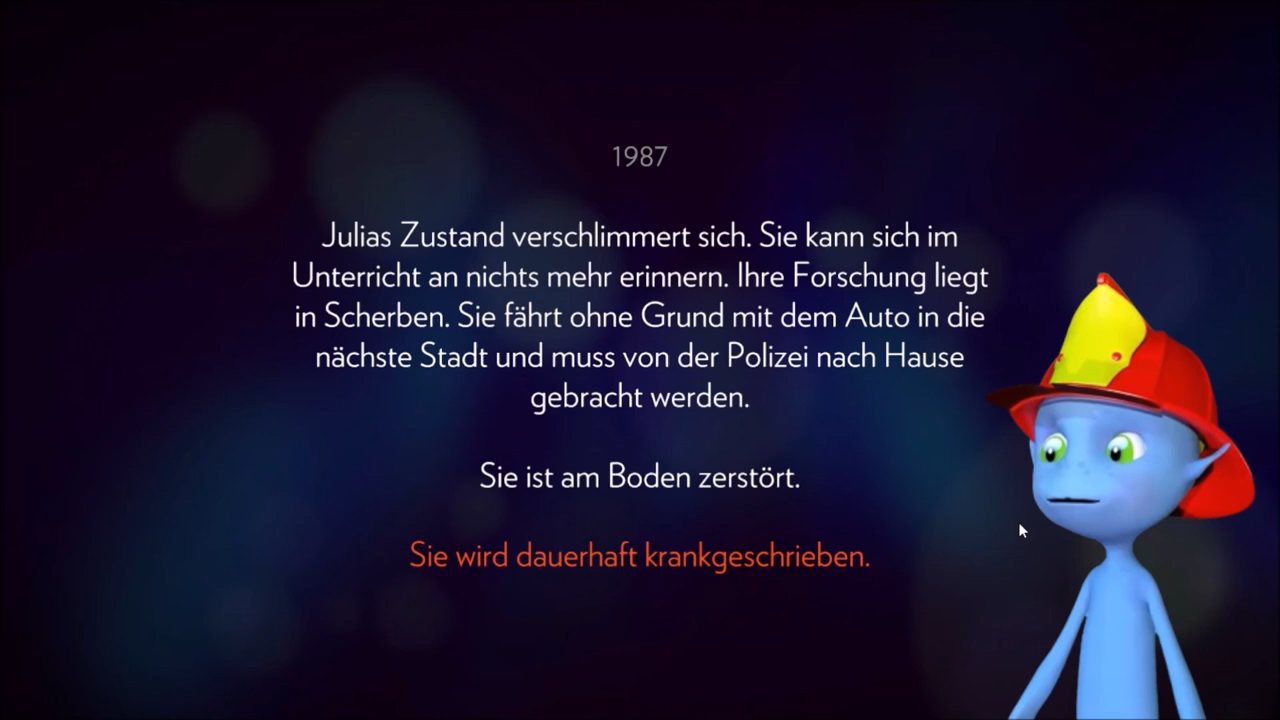 1987
Julias Zustand verschlimmert sich. Sie kann sich im
Unterricht an nichts mehr erinnern. Ihre Forschung liegt
in Scherben. Sie fährt ohne Grund mit dem Auto in die
nächste Stadt und muss von der Polizei nach Hause
gebracht werden.
Sie ist am Boden zerstört.
Sie wird dauerhaft krankgeschrieben.